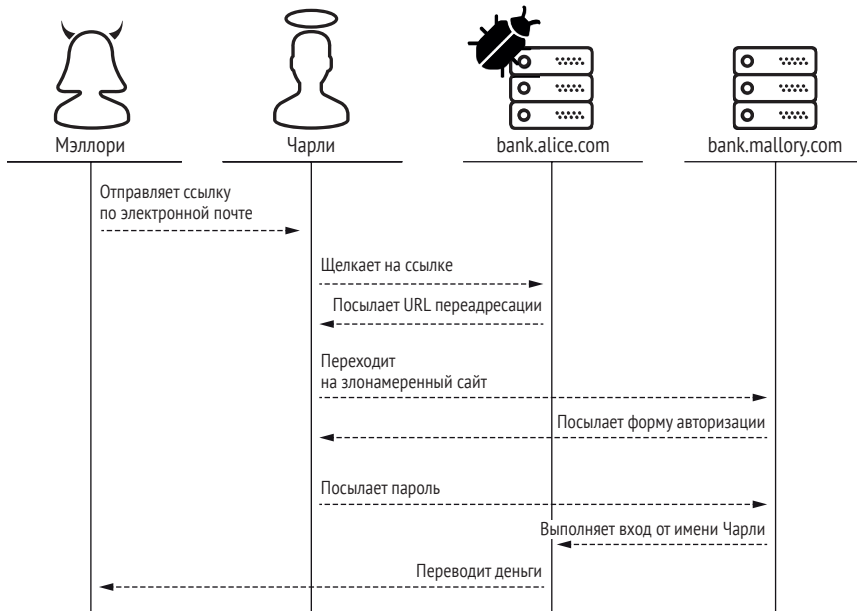 Мэллори
Чарли
bank.alice.com
bank.mallory.com
Отправляет ссылку
по электронной почте
Щелкает на ссылке
Посылает URL переадресации
Переходит
на злонамеренный сайт
Посылает форму авторизации
Посылает пароль
Выполняет вход от имени Чарли
Переводит деньги